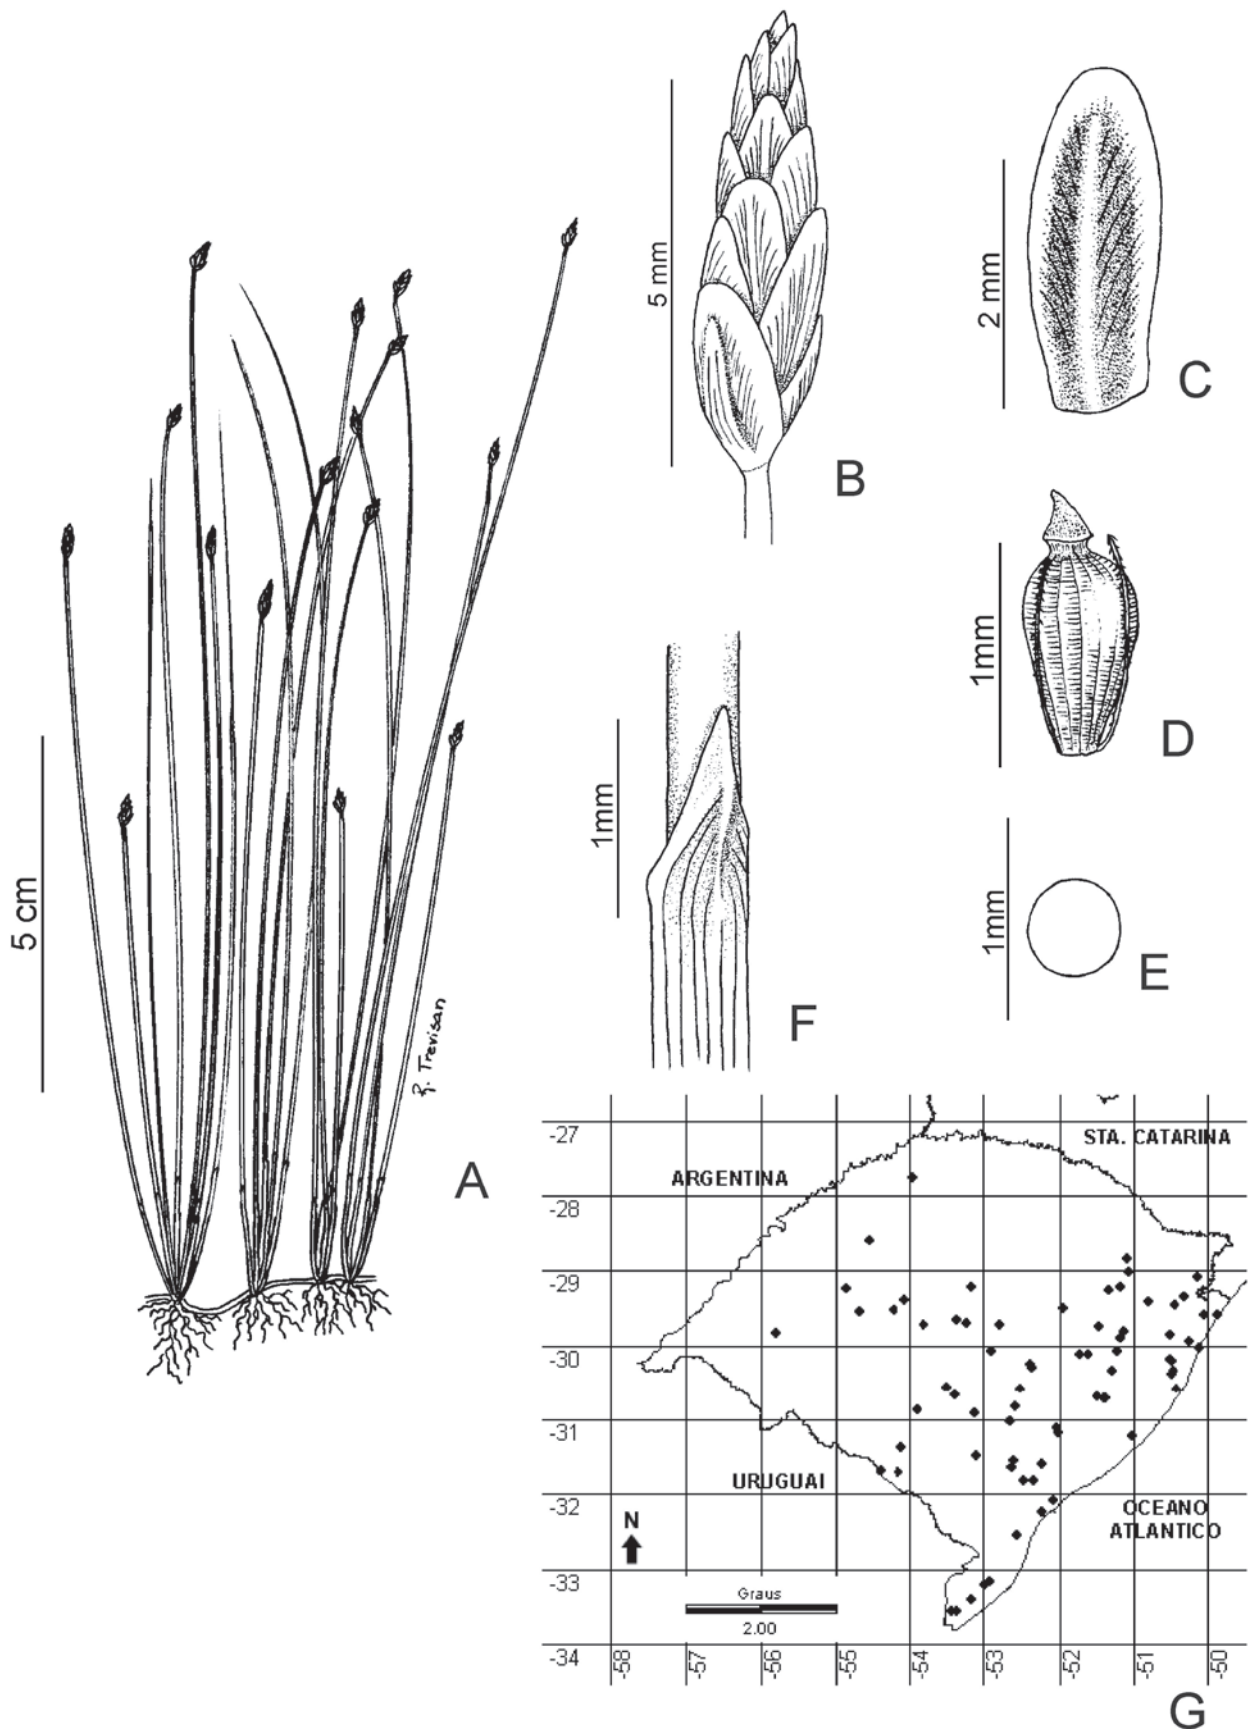 5 mm
2 mm
C
B
1mm
D
1mm
E
1mm
F
5 cm
R. Trevisan
A
-27
STA. CATARINA
ARGENTINA
-28
-29
-30
-31
URUGUAI
-32
OCEANO
ATLANTICO
N
-33
Graus
2.00
-34
-58
-57
-56
-55
-54
-53
-52
-51
-50
G